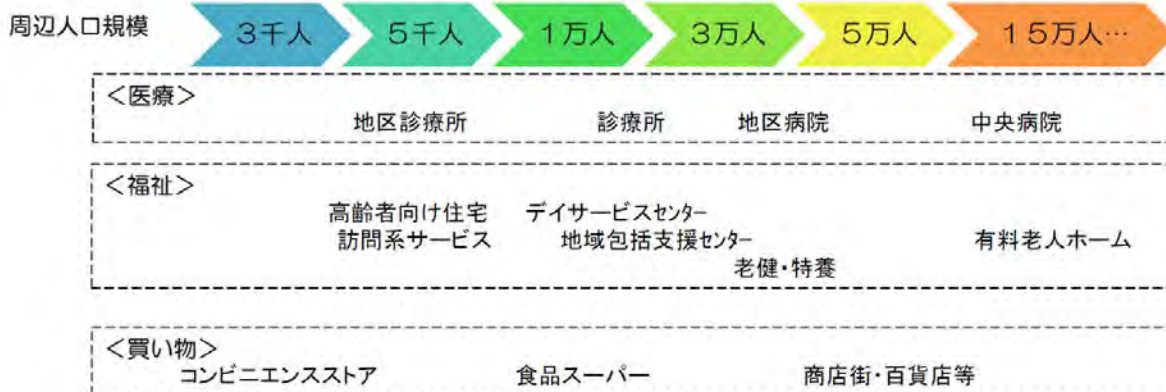 周辺人口規模 3千人 5千人 1万人 3万人 5万人 15万人…
＜医療＞
地区診療所 診療所 地区病院 中央病院
＜福祉＞
高齢者向け住宅 デイサービスセンター
訪問系サービス 地域包括支援センター 有料老人ホーム
老健・特養
＜買い物＞
コンビニエンスストア 食品スーパー 商店街・百貨店等